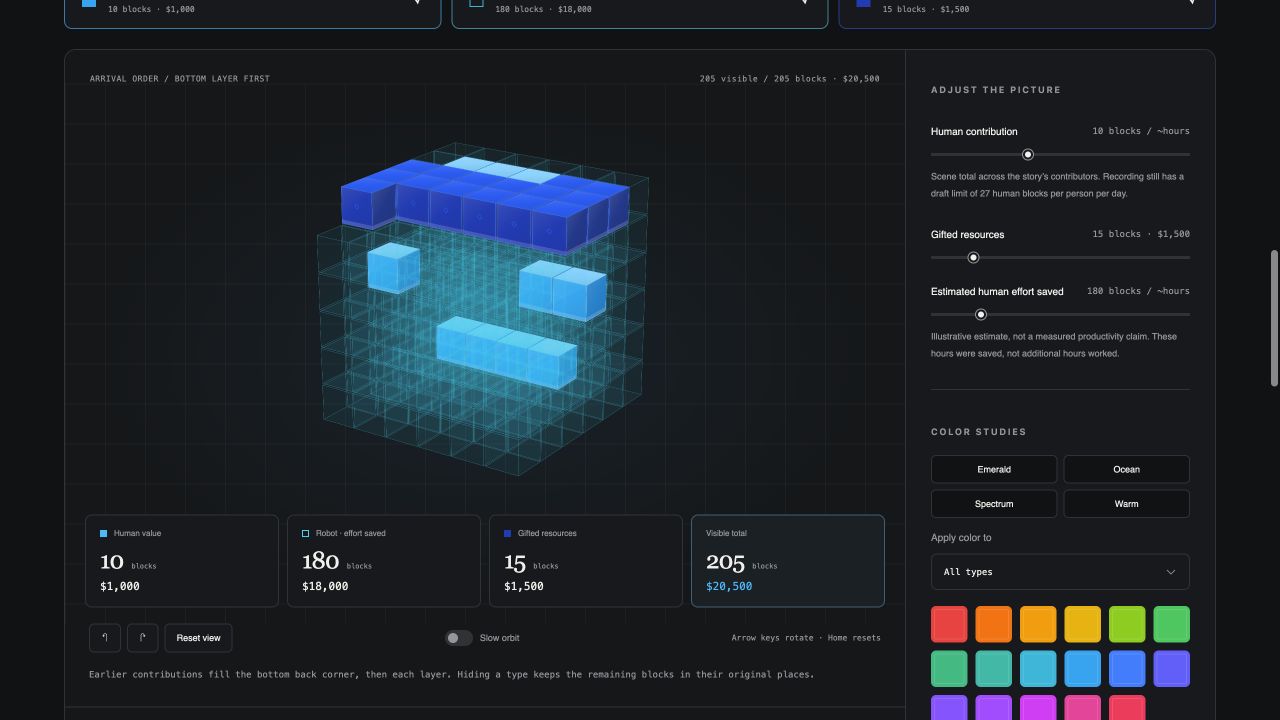 10 blocks · $1,000
180 blocks · $18,000
15 blocks · $1,500
ARRIVAL ORDER / BOTTOM LAYER FIRST
205 visible / 205 blocks · $20,500
Human value
10 blocks
$1,000
Robot · effort saved
180 blocks
$18,000
Gifted resources
15 blocks
$1,500
Visible total
205 blocks
$20,500
Reset view
Slow orbit
Arrow keys rotate · Home resets
Earlier contributions fill the bottom back corner, then each layer. Hiding a type keeps the remaining blocks in their original places.
ADJUST THE PICTURE
Human contribution
10 blocks / ~hours
Scene total across the story's contributors. Recording still has a
draft limit of 27 human blocks per person per day.
Gifted resources
15 blocks · $1,500
Estimated human effort saved
180 blocks / ~hours
Illustrative estimate, not a measured productivity claim. These
hours were saved, not additional hours worked.
COLOR STUDIES
Emerald
Ocean
Spectrum
Warm
Apply color to
All types